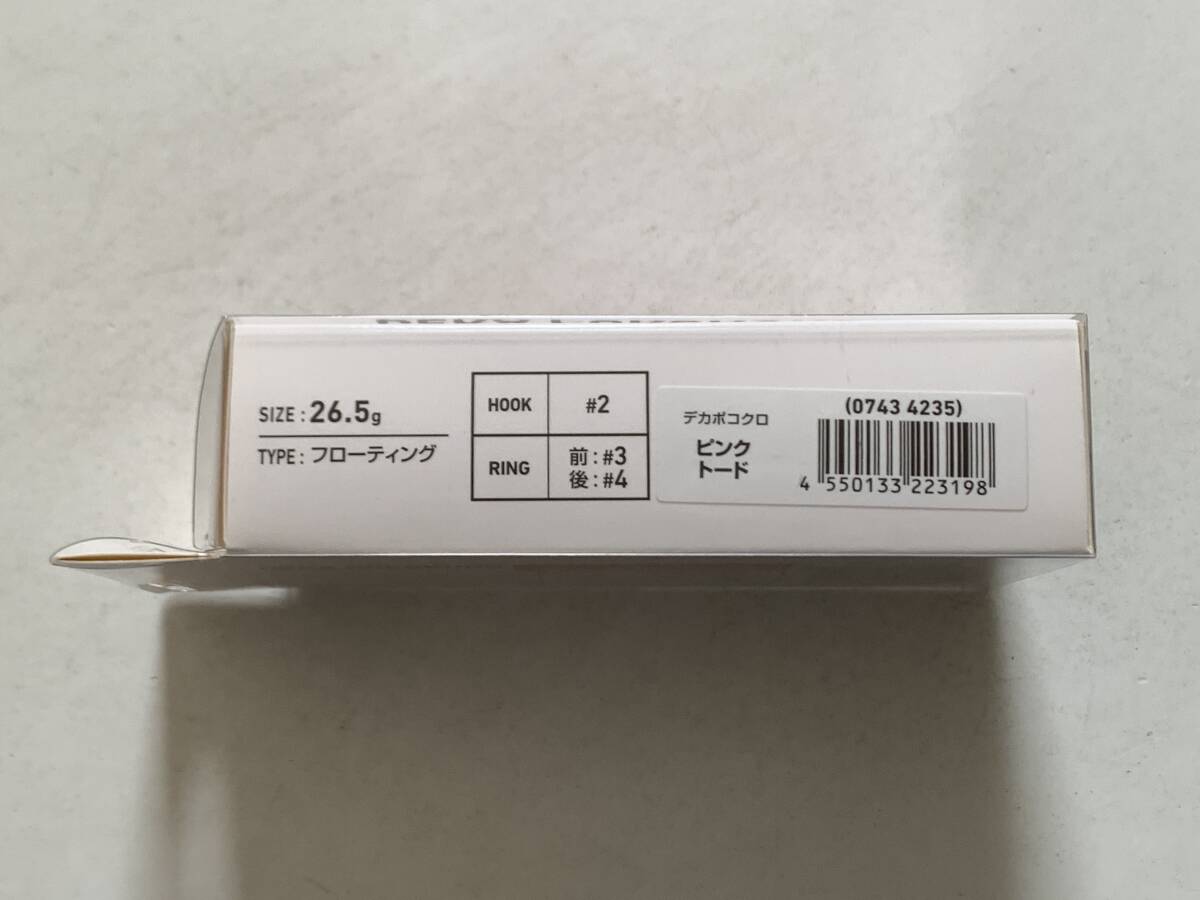 SIZE : 26.5g
TYPE : フローティング
HOOK #2
RING 前 : #3
後 : #4
デカポコクロ
ピンク
トード
(0743 4235)
4 550133 223198